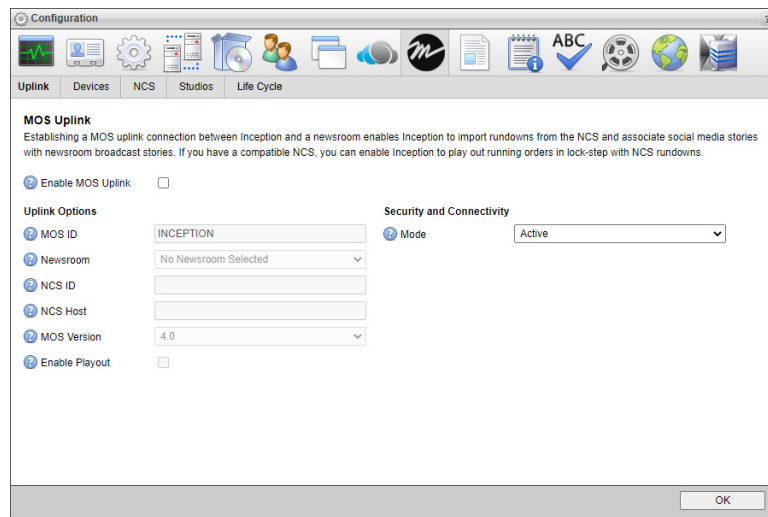 Configuration
ABC
Uplink Devices NCS Studios Life Cycle
MOS Uplink
Establishing a MOS uplink connection between Inception and a newsroom enables Inception to import rundowns from the NCS and associate social media stories
with newsroom broadcast stories. If you have a compatible NCS, you can enable Inception to play out running orders in lock-step with NCS rundowns.
? Enable MOS Uplink
Uplink Options
? MOS ID INCEPTION
? Newsroom No Newsroom Selected
? NCS ID
? NCS Host
? MOS Version 4.0
? Enable Playout
Security and Connectivity
? Mode Active
OK